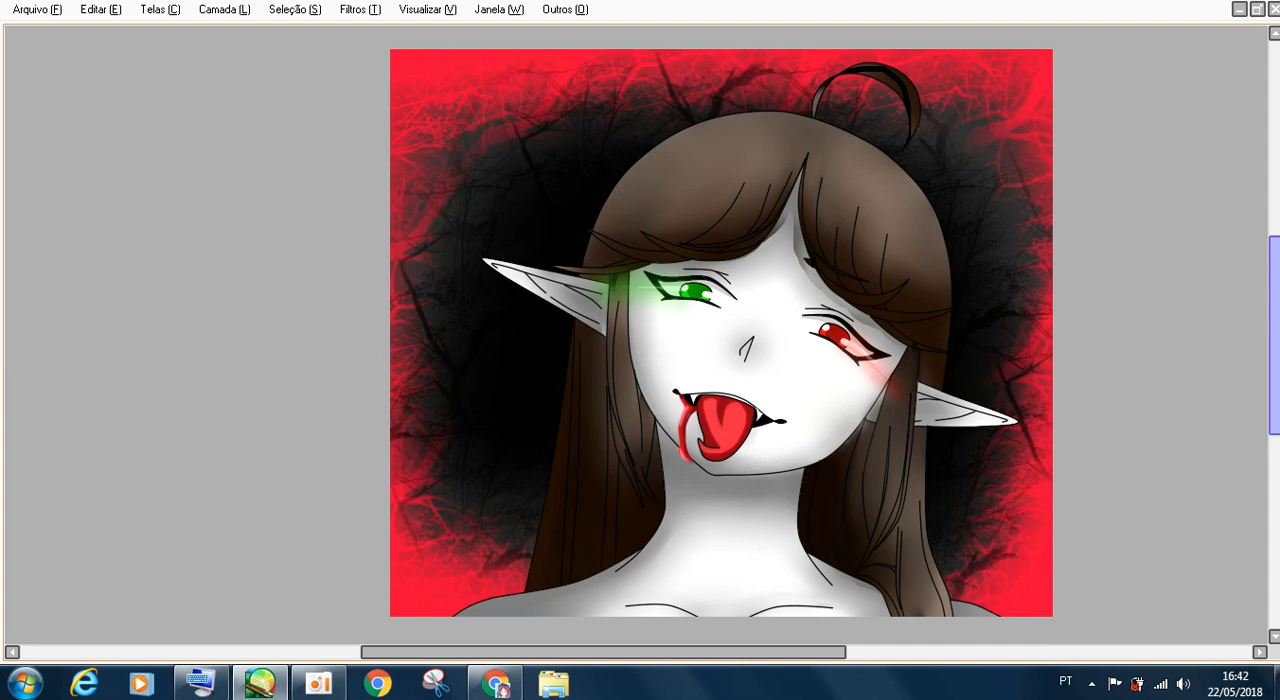 Arquivo (F) Editar (E) Telas (C) Camada (L) Seleção (S) Filtros (T) Visualizar (V) Janela (W) Outros (O)
PT
16:42
22/05/2018